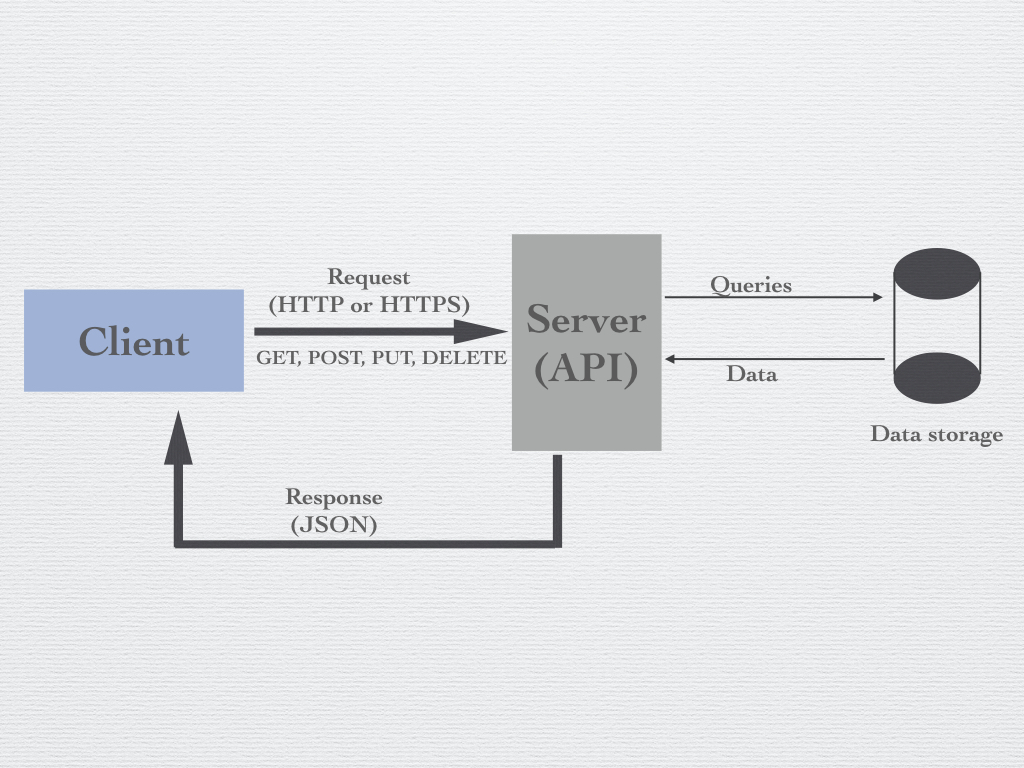 Client
Request
(HTTP or HTTPS)
GET, POST, PUT, DELETE
Server
(API)
Queries
Data
Data storage
Response
(JSON)